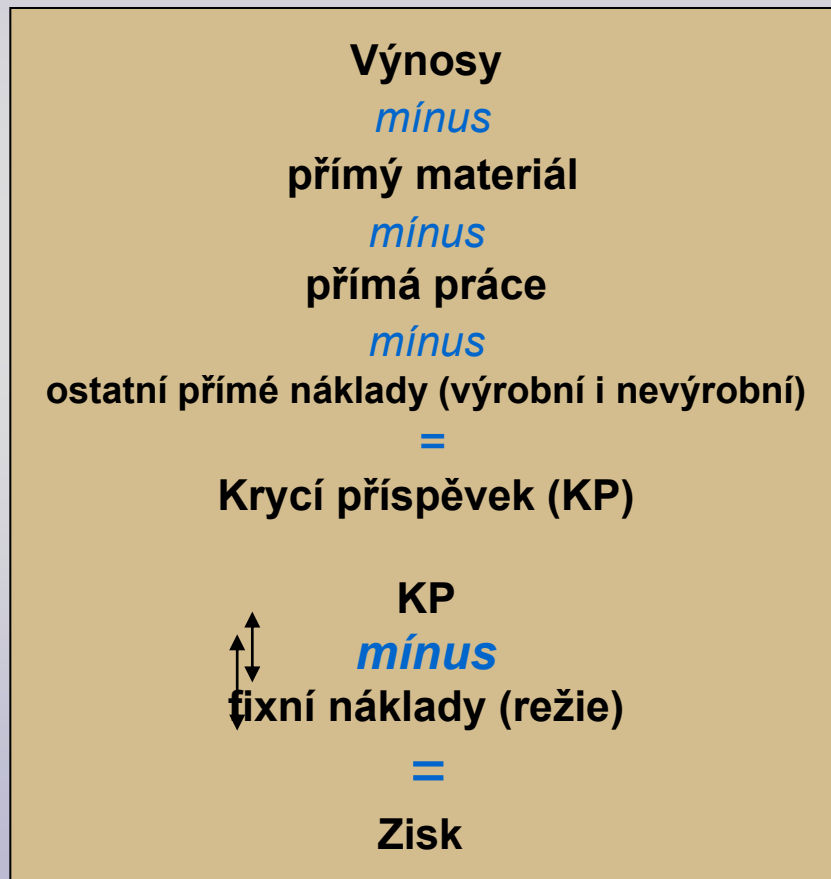 Výnosy
mínus
přímý materiál
mínus
přímá práce
mínus
ostatní přímé náklady (výrobní i nevýrobní)
=
Krycí příspěvek (KP)
KP
mínus
fixní náklady (režie)
=
Zisk